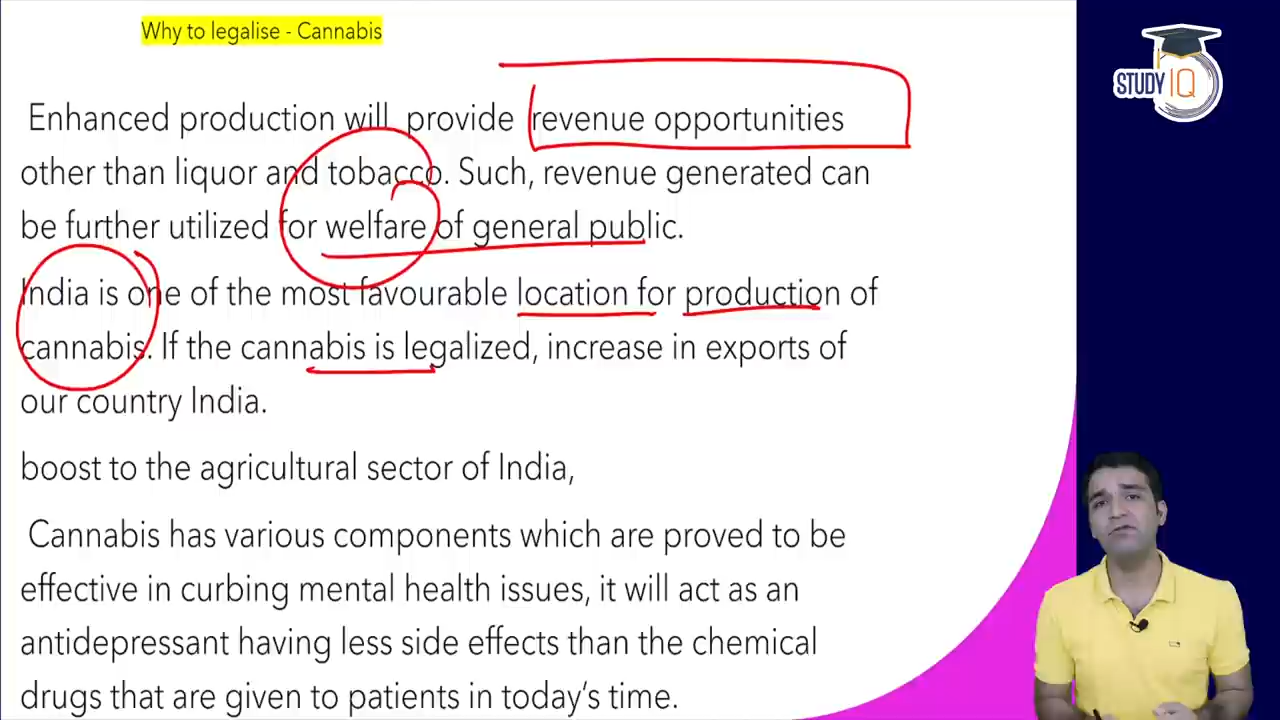 Why to legalise - Cannabis
STUDY IQ
Enhanced production will provide revenue opportunities
other than liquor and tobacco. Such, revenue generated can
be further utilized for welfare of general public.
India is one of the most favourable location for production of
cannabis. If the cannabis is legalized, increase in exports of
our country India.
boost to the agricultural sector of India,
Cannabis has various components which are proved to be
effective in curbing mental health issues, it will act as an
antidepressant having less side effects than the chemical
drugs that are given to patients in today's time.